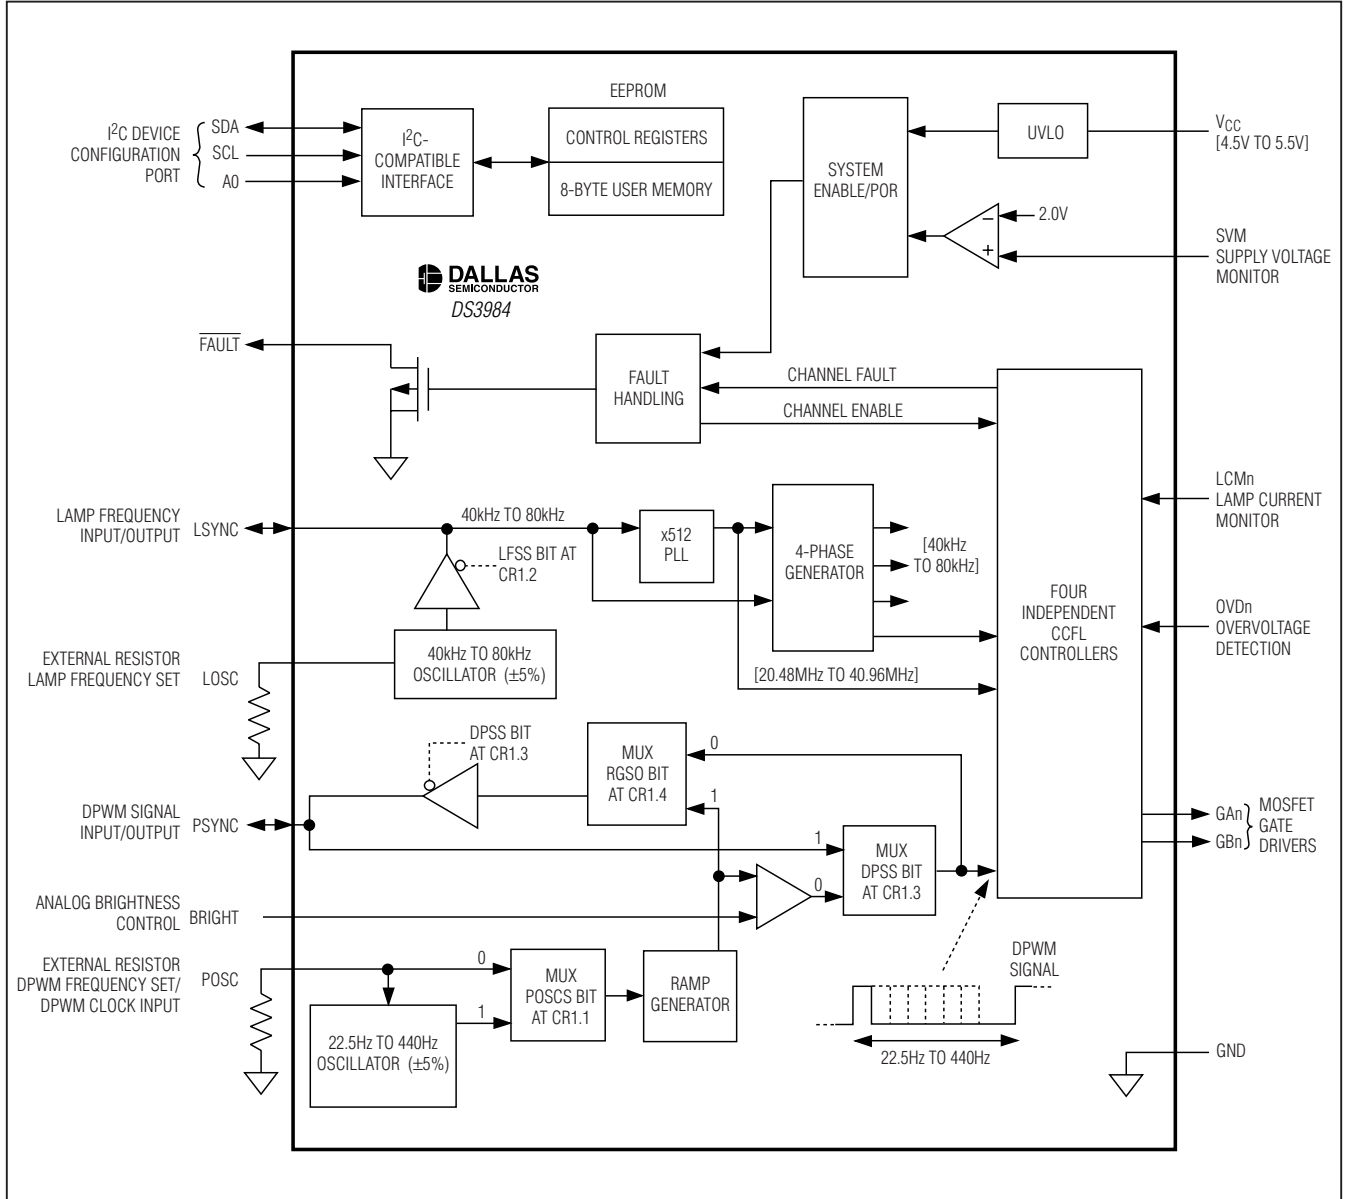 EEPROM
I²C DEVICE
CONFIGURATION
PORT
SDA
SCL
A0
I²C-
COMPATIBLE
INTERFACE
CONTROL REGISTERS
8-BYTE USER MEMORY
SYSTEM
ENABLE/POR
UVLO
VCC
[4.5V TO 5.5V]
2.0V
–
+
SVM
SUPPLY VOLTAGE
MONITOR
DALLAS
SEMICONDUCTOR
DS3984
FAULT
FAULT
HANDLING
CHANNEL FAULT
CHANNEL ENABLE
LAMP FREQUENCY
INPUT/OUTPUT
LSYNC
40kHz TO 80kHz
LFSS BIT AT
CR1.2
x512
PLL
4-PHASE
GENERATOR
[40kHz
TO 80kHz]
FOUR
INDEPENDENT
CCFL
CONTROLLERS
LCMn
LAMP CURRENT
MONITOR
OVDn
OVERVOLTAGE
DETECTION
EXTERNAL RESISTOR
LAMP FREQUENCY SET
LOSC
40kHz TO 80kHz
OSCILLATOR (±5%)
[20.48MHz TO 40.96MHz]
DPSS BIT
AT CR1.3
MUX
RGSO BIT
AT CR1.4
0
1
DPWM SIGNAL
INPUT/OUTPUT
PSYNC
1
0
MUX
DPSS BIT
AT CR1.3
GAn
GBn
MOSFET
GATE
DRIVERS
ANALOG BRIGHTNESS
CONTROL
BRIGHT
EXTERNAL RESISTOR
DPWM FREQUENCY SET/
DPWM CLOCK INPUT
POSC
0
1
MUX
POSCS BIT
AT CR1.1
RAMP
GENERATOR
22.5Hz TO 440Hz
OSCILLATOR (±5%)
DPWM
SIGNAL
22.5Hz TO 440Hz
GND